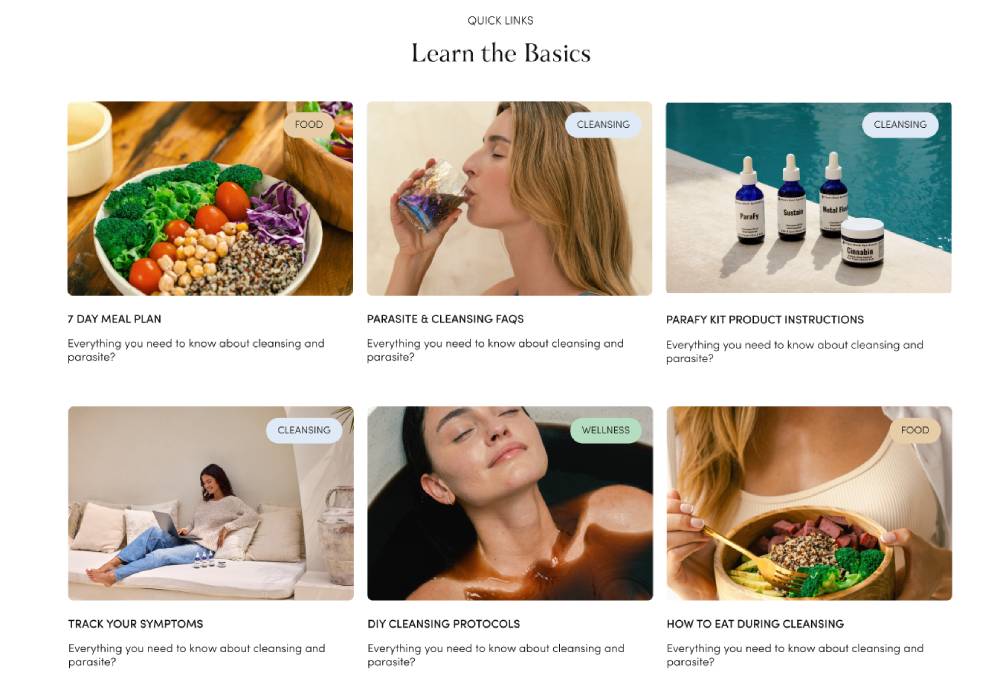 QUICK LINKS
Learn the Basics
FOOD
CLEANSING
CLEANSING
ParaFy
Sustain
Metal
Cinnabin
7 DAY MEAL PLAN
PARASITE & CLEANSING FAQS
PARAFY KIT PRODUCT INSTRUCTIONS
Everything you need to know about cleansing and
parasite?
Everything you need to know about cleansing and
parasite?
Everything you need to know about cleansing and
parasite?
CLEANSING
WELLNESS
FOOD
TRACK YOUR SYMPTOMS
DIY CLEANSING PROTOCOLS
HOW TO EAT DURING CLEANSING
Everything you need to know about cleansing and
parasite?
Everything you need to know about cleansing and
parasite?
Everything you need to know about cleansing and
parasite?